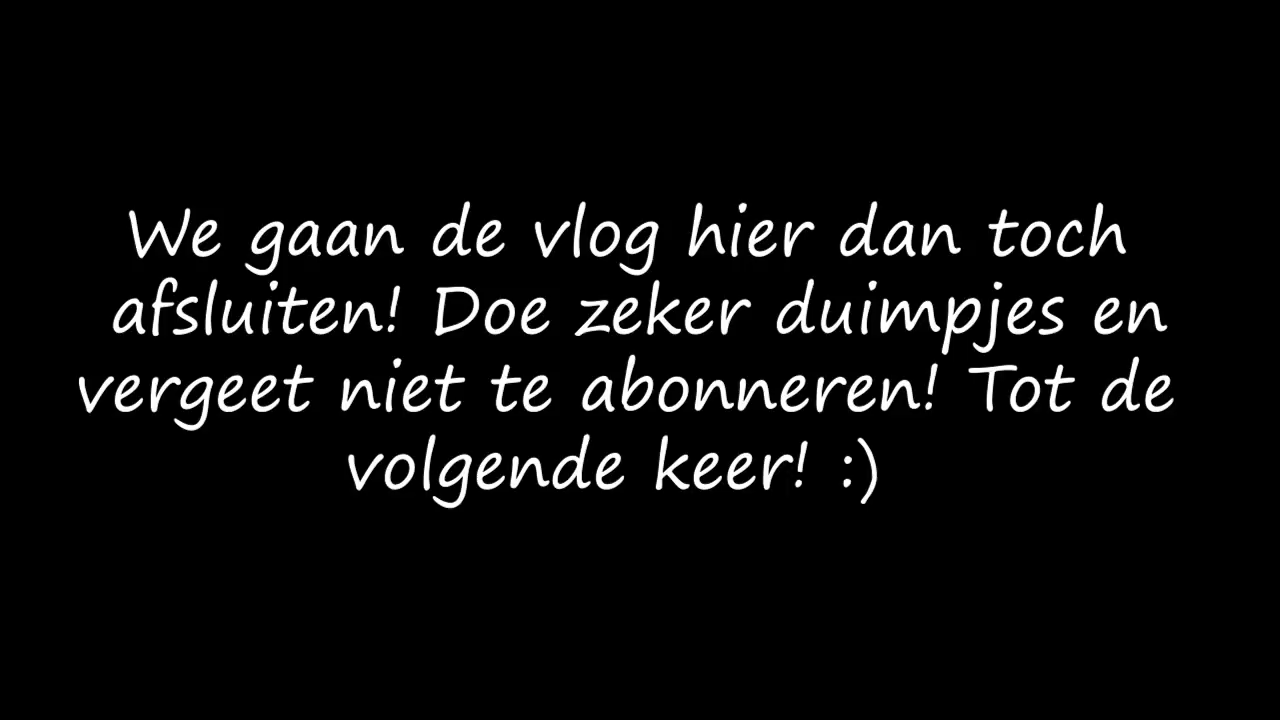 We gaan de vlog hier dan toch
afsluiten! Doe zeker duimpjes en
vergeet niet te abonneren! Tot de
volgende keer! :)